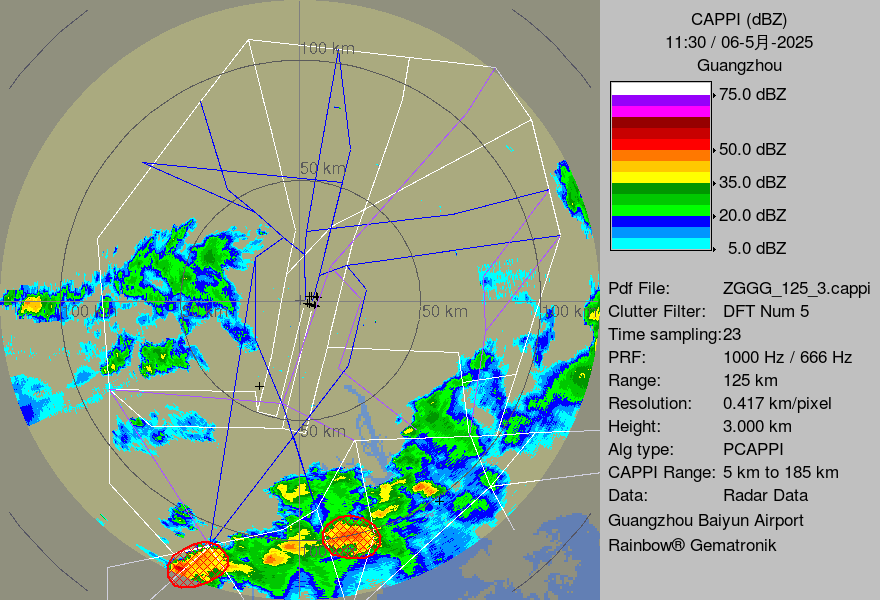 CAPPI (dBZ)
11:30 / 06-5月-2025
Guangzhou
75.0 dBZ
50.0 dBZ
35.0 dBZ
20.0 dBZ
5.0 dBZ
Pdf File: ZGGG_125_3.cappi
Clutter Filter: DFT Num 5
Time sampling:23
PRF: 1000 Hz / 666 Hz
Range: 125 km
Resolution: 0.417 km/pixel
Height: 3.000 km
Alg type: PCAPPI
CAPPI Range: 5 km to 185 km
Data: Radar Data
Guangzhou Baiyun Airport
Rainbow® Gematronik
100 km
50 km
100 km
50 km
100 km
50 km